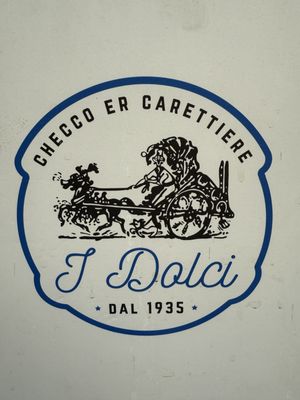 CHECCO ER CARETTIERE
I Dolci
DAL 1935